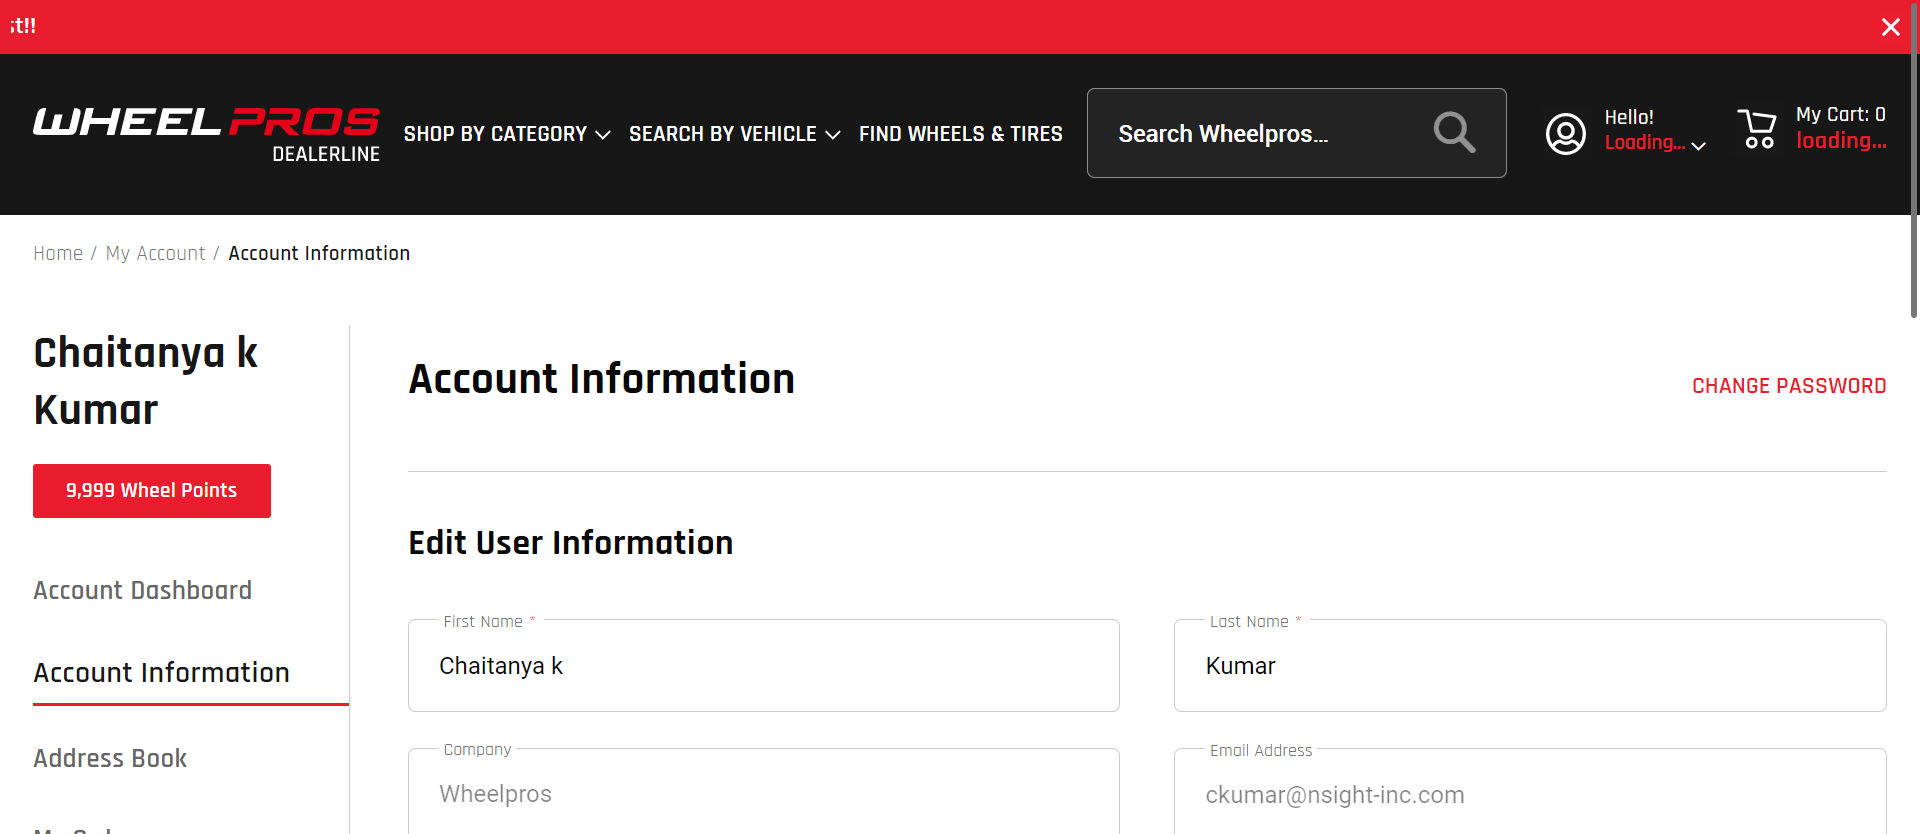 st!!
WHEEL PROS
DEALERLINE
SHOP BY CATEGORY
SEARCH BY VEHICLE
FIND WHEELS & TIRES
Search Wheelpros...
Hello!
Loading...
My Cart: 0
loading...
Home / My Account / Account Information
Chaitanya k
Kumar
9,999 Wheel Points
Account Dashboard
Account Information
Address Book
Account Information
CHANGE PASSWORD
Edit User Information
First Name *
Chaitanya k
Last Name *
Kumar
Company
Wheelpros
Email Address
ckumar@nsight-inc.com